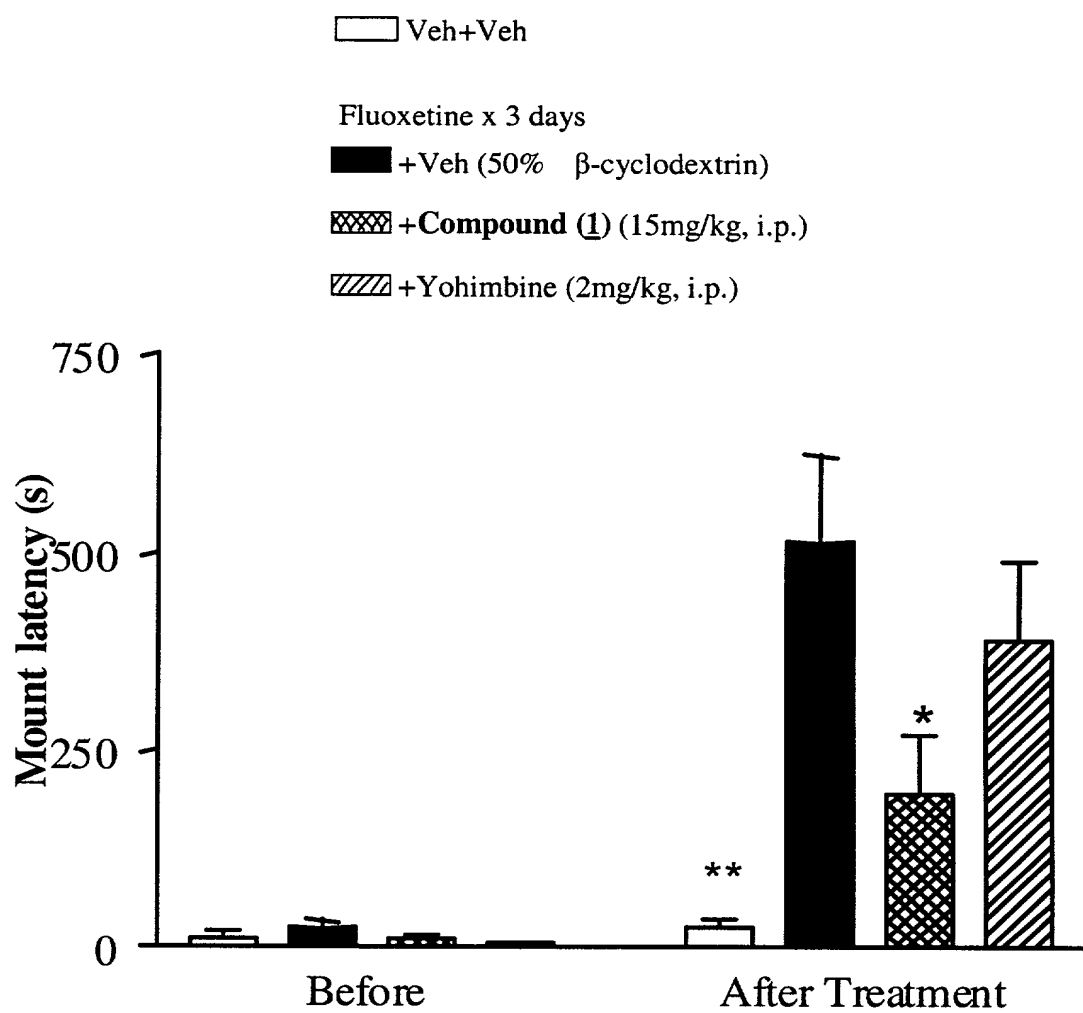 Veh+Veh
Fluoxetine x 3 days
+Veh (50% β-cyclodextrin)
+Compound (1) (15mg/kg, i.p.)
+Yohimbine (2mg/kg, i.p.)
Mount latency (s)
750
500
250
0
**
*
Before
After Treatment